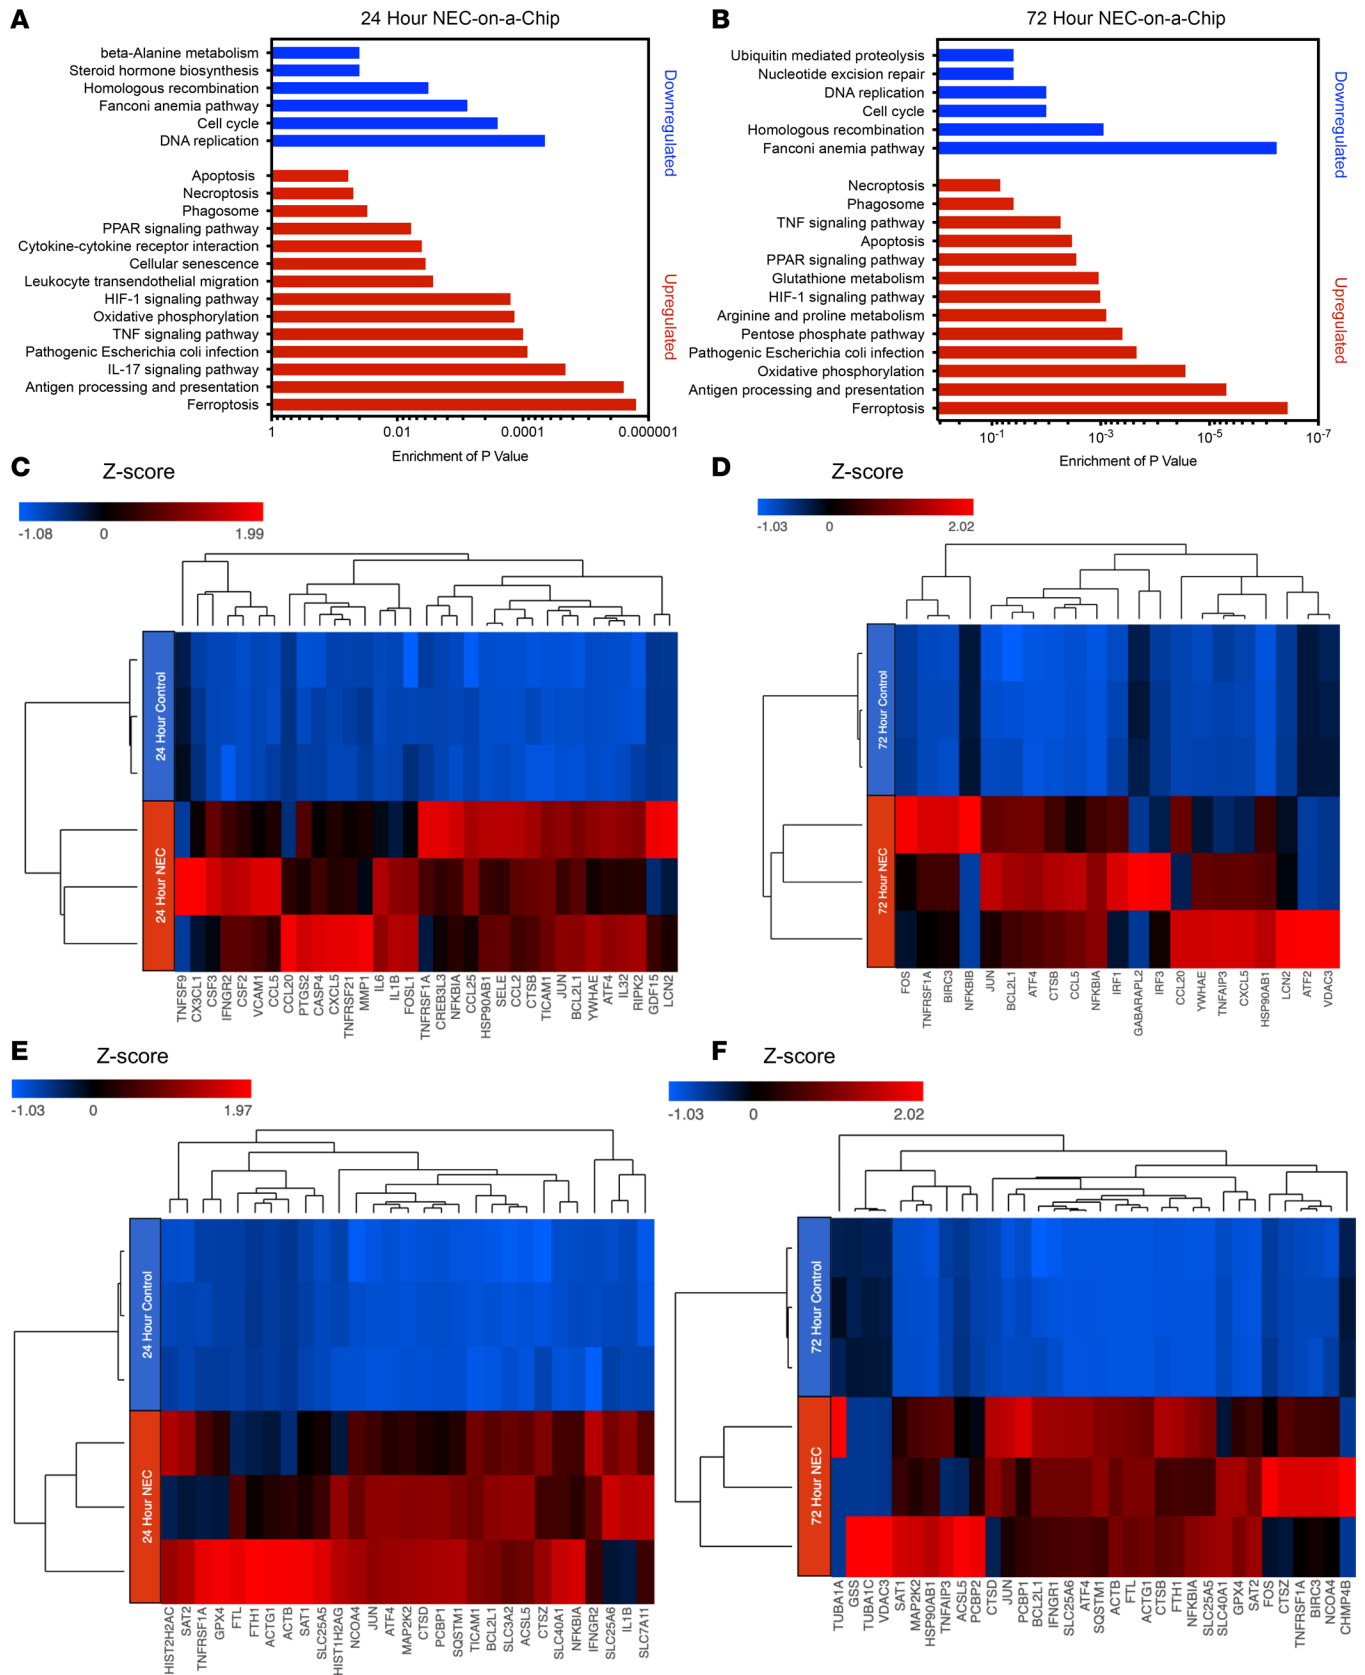 A
24 Hour NEC-on-a-Chip
beta-Alanine metabolism
Steroid hormone biosynthesis
Homologous recombination
Fanconi anemia pathway
Cell cycle
DNA replication
Downregulated
Apoptosis
Necroptosis
Phagosome
PPAR signaling pathway
Cytokine-cytokine receptor interaction
Cellular senescence
Leukocyte transendothelial migration
HIF-1 signaling pathway
Oxidative phosphorylation
TNF signaling pathway
Pathogenic Escherichia coli infection
IL-17 signaling pathway
Antigen processing and presentation
Ferroptosis
Upregulated
1 0.01 0.0001 0.000001
Enrichment of P Value
B
72 Hour NEC-on-a-Chip
Ubiquitin mediated proteolysis
Nucleotide excision repair
DNA replication
Cell cycle
Homologous recombination
Fanconi anemia pathway
Downregulated
Necroptosis
Phagosome
TNF signaling pathway
Apoptosis
PPAR signaling pathway
Glutathione metabolism
HIF-1 signaling pathway
Arginine and proline metabolism
Pentose phosphate pathway
Pathogenic Escherichia coli infection
Oxidative phosphorylation
Antigen processing and presentation
Ferroptosis
Upregulated
10-1 10-3 10-5 10-7
Enrichment of P Value
C
Z-score
-1.08 0 1.99
24 Hour Control
24 Hour NEC
TNFSF9
CX3CL1
CSF3
IFNGR2
CSF2
VCAM1
CCL5
CCL20
PTGS2
CASP4
CXCL5
TNFRSF21
MMP1
IL6
IL1B
FOSL1
TNFRSF1A
CREB3L3
NFKBIA
CCL25
HSP90AB1
SELE
CCL2
CTSB
TICAM1
JUN
BCL2L1
YWHAE
ATF4
IL32
RIPK2
GDF15
LCN2
D
Z-score
-1.03 0 2.02
72 Hour Control
72 Hour NEC
FOS
TNFRSF1A
BIRC3
NFKBIB
JUN
BCL2L1
ATF4
CTSB
CCL5
NFKBIA
IRF1
GABARAPL2
IRF3
CCL20
YWHAE
TNFAIP3
CXCL5
HSP90AB1
LCN2
ATF2
VDAC3
E
Z-score
-1.03 0 1.97
24 Hour Control
24 Hour NEC
HIST2H2AC
SAT2
TNFRSF1A
GPX4
FTL
FTH1
ACTG1
ACTB
SAT1
SLC25A5
HIST1H2AG
NCOA4
JUN
ATF4
MAP2K2
CTSD
PCBP1
SQSTM1
TICAM1
BCL2L1
SLC3A2
ACSL5
CTSZ
SLC40A1
NFKBIA
IFNGR2
SLC25A6
IL1B
SLC7A11
F
Z-score
-1.03 0 2.02
72 Hour Control
72 Hour NEC
TUBA1A
GSS
TUBA1C
VDAC3
SAT1
MAP2K2
HSP90AB1
TNFAIP3
ACSL5
PCBP2
CTSD
JUN
PCBP1
BCL2L1
IFNGR1
SLC25A6
ATF4
SQSTM1
ACTB
FTL
ACTG1
CTSB
FTH1
NFKBIA
SLC25A5
SLC40A1
GPX4
SAT2
FOS
CTSZ
TNFRSF1A
BIRC3
NCOA4
CHMP4B